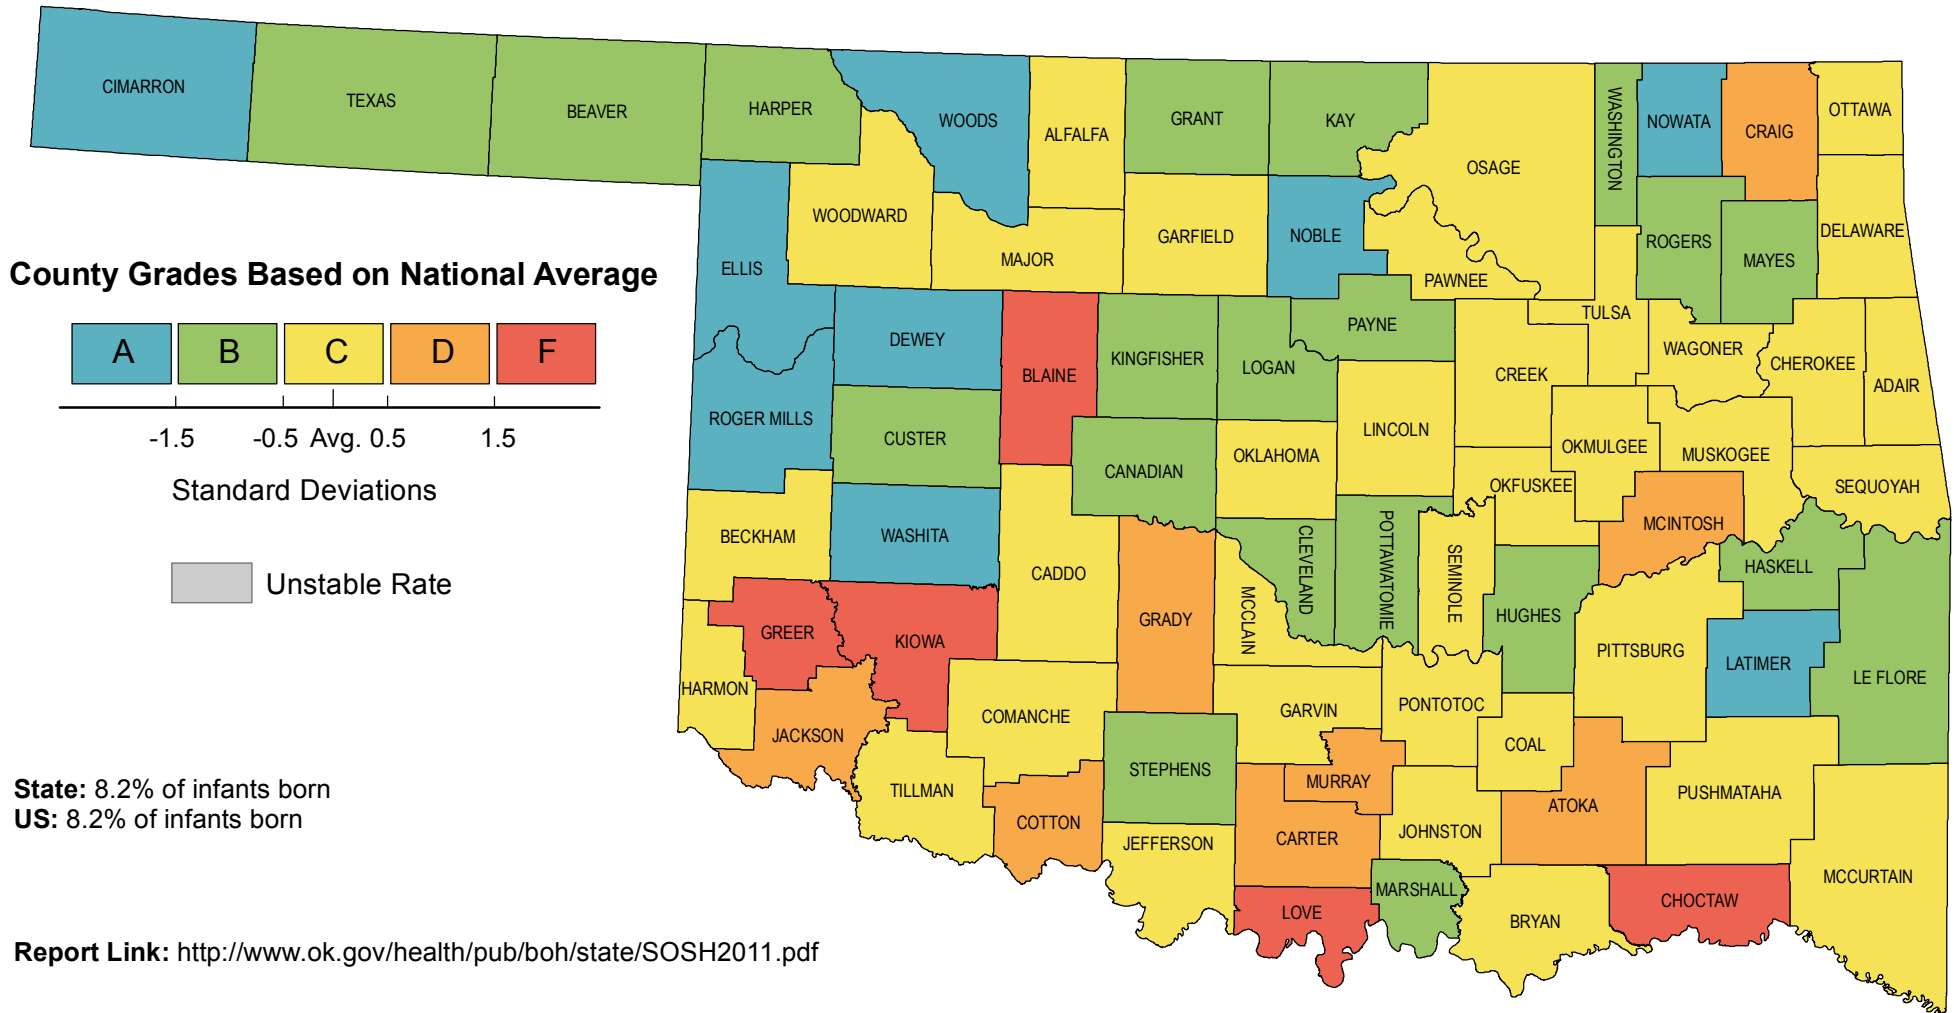 CIMARRON
TEXAS
BEAVER
HARPER
WOODS
ALFALFA
GRANT
KAY
OSAGE
WASHINGTON
NOWATA
CRAIG
OTTAWA
ELLIS
WOODWARD
MAJOR
GARFIELD
NOBLE
PAWNEE
ROGERS
MAYES
DELAWARE
County Grades Based on National Average
A B C D F
-1.5 -0.5 Avg. 0.5 1.5
Standard Deviations
Unstable Rate
DEWEY
BLAINE
KINGFISHER
LOGAN
PAYNE
TULSA
CREEK
WAGONER
CHEROKEE
ADAIR
ROGER MILLS
CUSTER
CANADIAN
OKLAHOMA
LINCOLN
OKMULGEE
MUSKOGEE
SEQUOYAH
OKFUSKEE
MCINTOSH
BECKHAM
WASHITA
CADDO
GRADY
MCCLAIN
CLEVELAND
POTTAWATOMIE
SEMINOLE
HUGHES
PITTSBURG
HASKELL
LATIMER
LE FLORE
GREER
KIOWA
HARMON
JACKSON
TILLMAN
COMANCHE
COTTON
STEPHENS
JEFFERSON
GARVIN
MURRAY
CARTER
LOVE
PONTOTOC
JOHNSTON
MARSHALL
COAL
ATOKA
BRYAN
PUSHMATAHA
CHOCTAW
MCCURTAIN
State: 8.2% of infants born
US: 8.2% of infants born
Report Link: http://www.ok.gov/health/pub/boh/state/SOSH2011.pdf